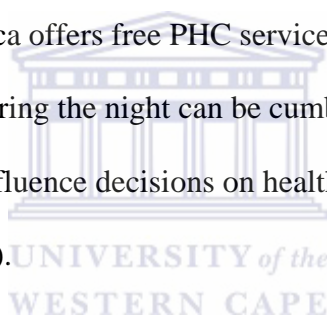 ca offers free PHC service
ring the night can be cumb
fluence decisions on health
).
UNIVERSITY of the
WESTERN CAPE